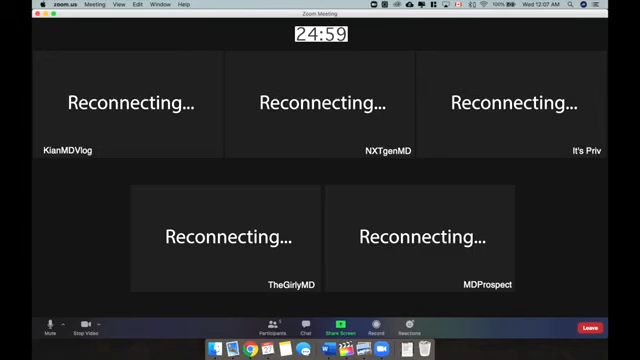 zoom.us Meeting View Edit Window Help
100% Wed 12:07 AM
Zoom Meeting
24:59
Reconnecting... Reconnecting... Reconnecting...
KianMDVlog NXTgenMD It's Priv
Reconnecting... Reconnecting...
TheGirlyMD MDProspect
Mute Stop Video Participants Chat Share Screen Record Reactions Leave